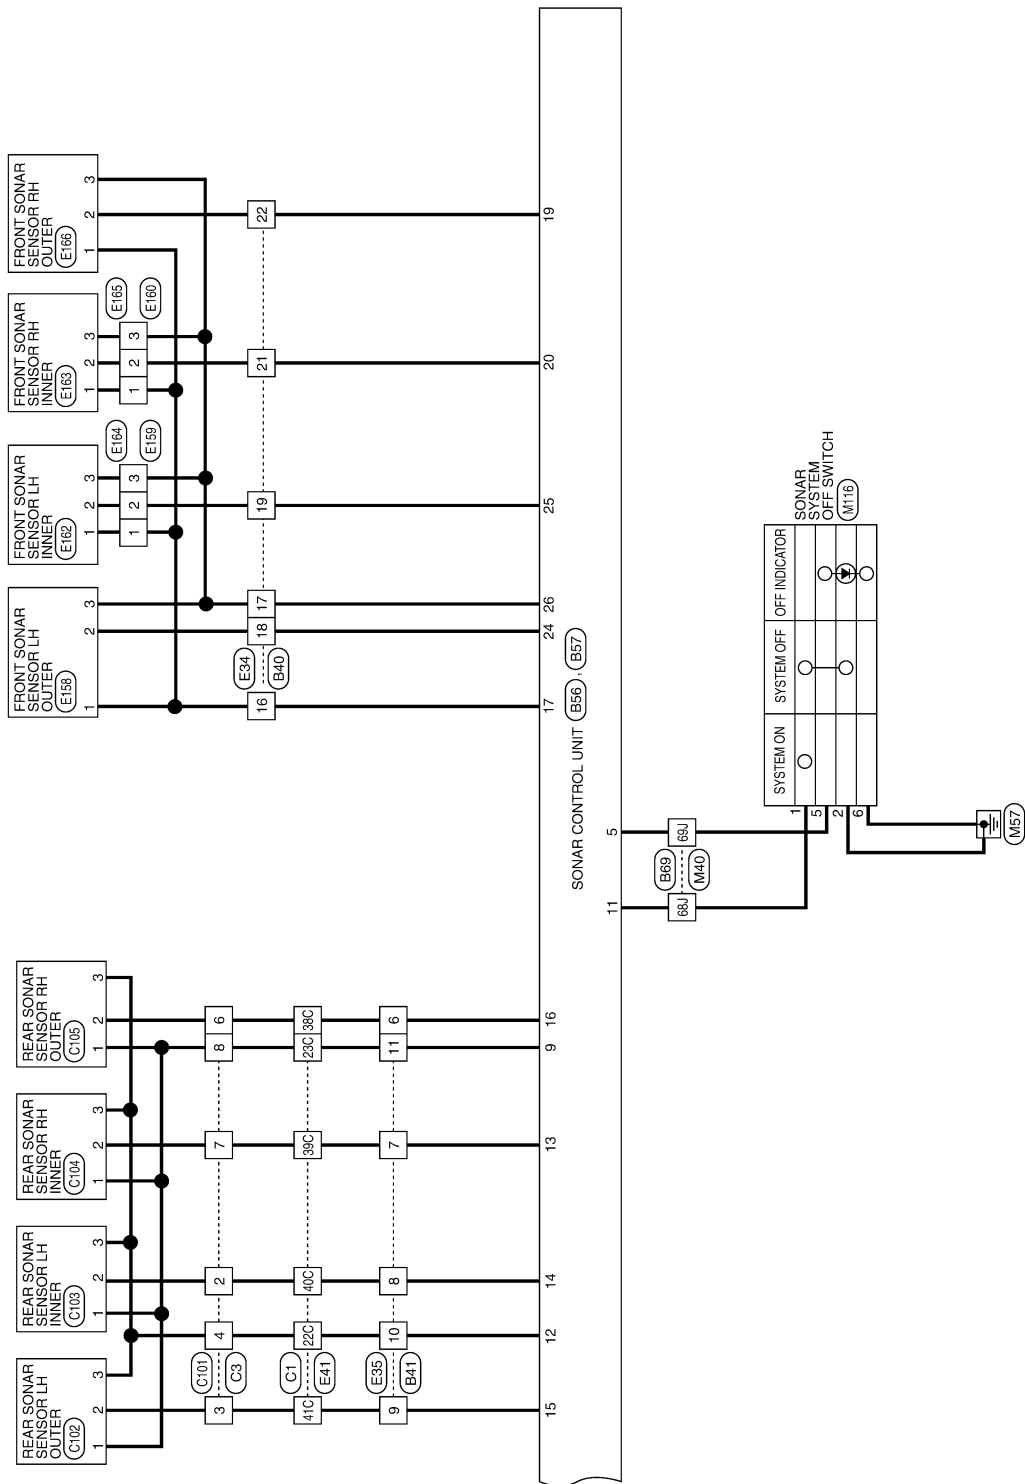 FRONT SONAR
SENSOR RH
OUTER
E166
3
2
1
FRONT SONAR
SENSOR RH
INNER
E163
3
2
1
3
2
1
E165
E160
FRONT SONAR
SENSOR LH
INNER
E162
3
2
1
3
2
1
E164
E159
FRONT SONAR
SENSOR LH
OUTER
E158
3
2
1
22
21
19
17
18
16
E34
B40
19
20
25
26
24
17
SONAR CONTROL UNIT B56 , B57
5
11
69J
68J
B69
M40
SONAR
SYSTEM
OFF SWITCH
M116
SYSTEM ON
SYSTEM OFF
OFF INDICATOR
1
5
2
6
M57
REAR SONAR
SENSOR RH
OUTER
C105
3
2
1
REAR SONAR
SENSOR RH
INNER
C104
3
2
1
REAR SONAR
SENSOR LH
INNER
C103
3
2
1
REAR SONAR
SENSOR LH
OUTER
C102
3
2
1
6
8
7
2
4
3
C101
C3
38C
23C
39C
40C
22C
41C
C1
E41
6
11
7
8
10
9
E35
B41
16
9
13
14
12
15